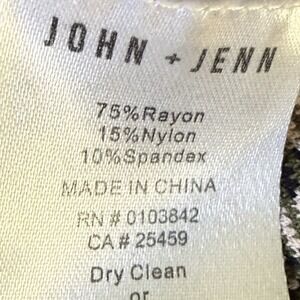 JOHN + JENN
75%Rayon
15%Nylon
10%Spandex
MADE IN CHINA
RN # 0103842
CA # 25459
Dry Clean
or